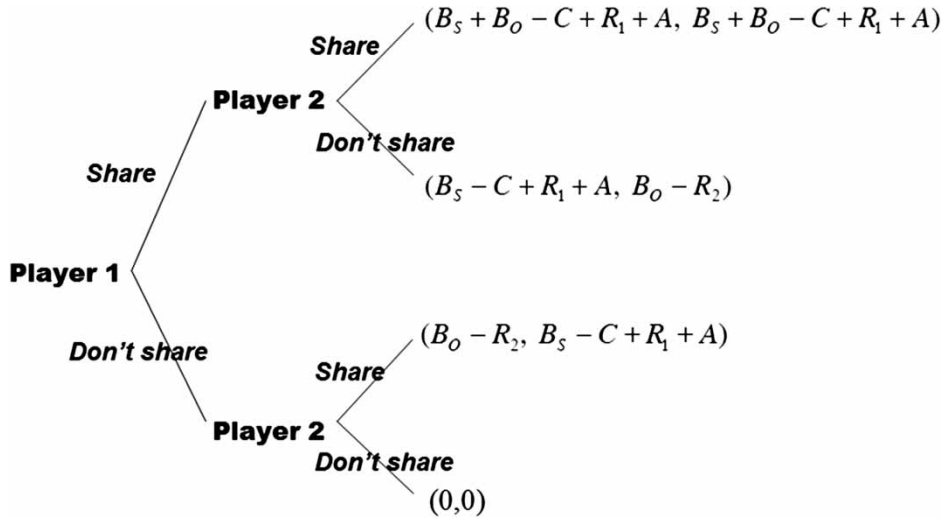 (B_S + B_O − C + R_1 + A, B_S + B_O − C + R_1 + A)
Share
Player 2
Don't share
Share
(B_S − C + R_1 + A, B_O − R_2)
Player 1
(B_O − R_2, B_S − C + R_1 + A)
Don't share
Share
Player 2
Don't share
(0,0)